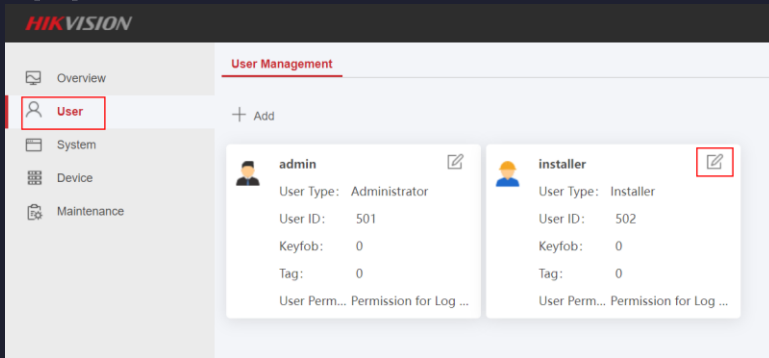 HIKVISION
User Management
Overview
User
System
Device
Maintenance
Add
admin
User Type: Administrator
User ID: 501
Keyfob: 0
Tag: 0
User Perm... Permission for Log ...
installer
User Type: Installer
User ID: 502
Keyfob: 0
Tag: 0
User Perm... Permission for Log ...